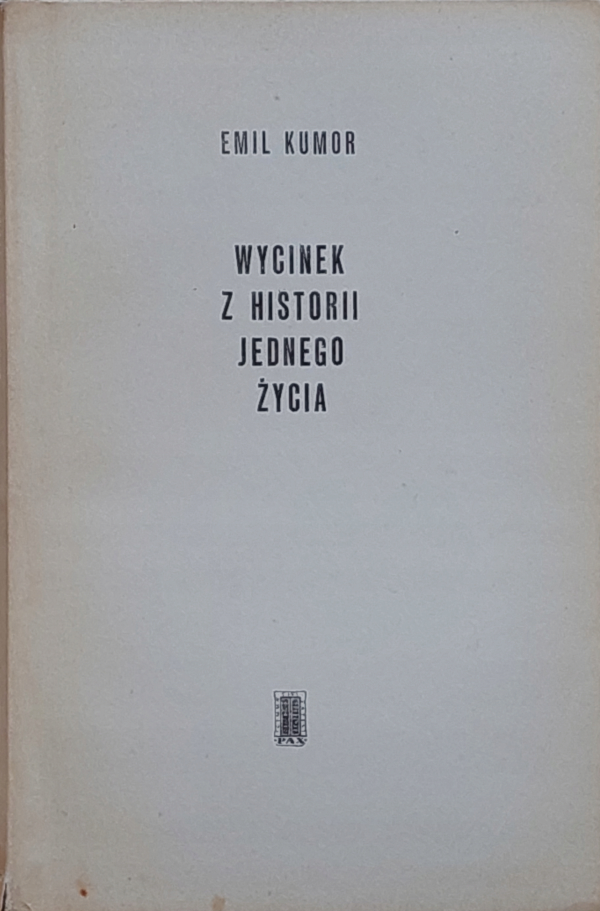 EMIL KUMOR
WYCINEK
Z HISTORII
JEDNEGO
ŻYCIA
PAX